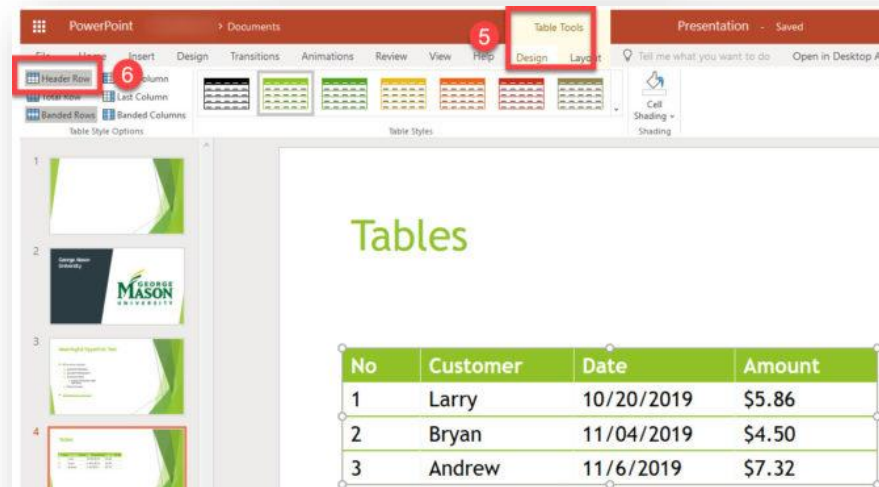 PowerPoint > Documents 5 Table Tools Presentation - Saved
File Home Insert Design Transitions Animations Review View Help Design Layout Tell me what you want to do Open in Desktop A
Header Row 6 Column
Total Row Last Column
Banded Rows Banded Columns
Cell
Shading
Table Style Options Table Styles Shading
1
2
George Mason
University
GEORGE
MASON
UNIVERSITY
3
4
Tables
Tables
No Customer Date Amount
1 Larry 10/20/2019 $5.86
2 Bryan 11/04/2019 $4.50
3 Andrew 11/6/2019 $7.32